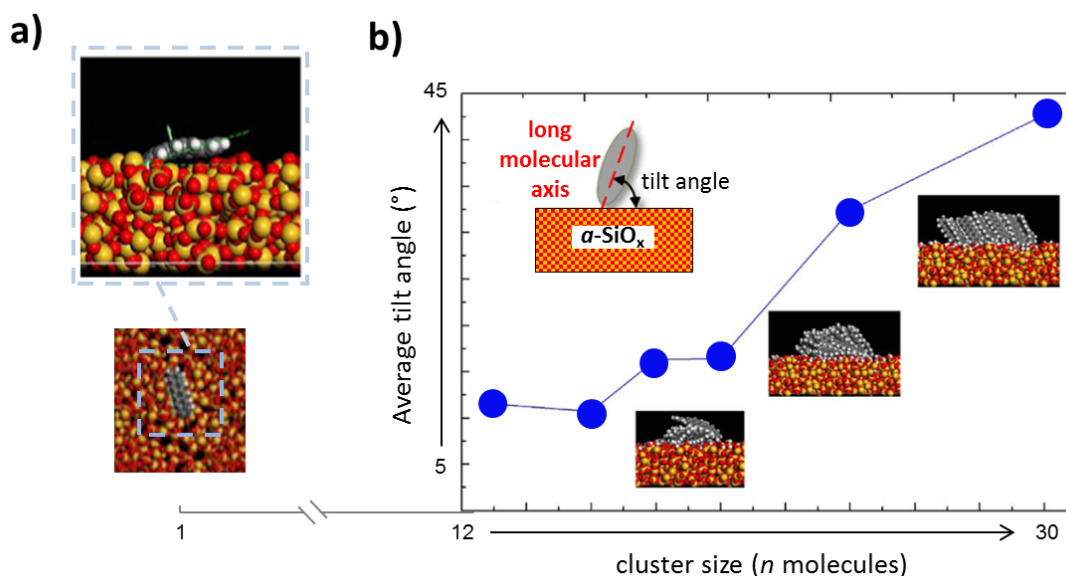 a)
b)
45
long
molecular
axis
tilt angle
a-SiOx
Average tilt angle (°)
5
1
12
30
cluster size (n molecules)